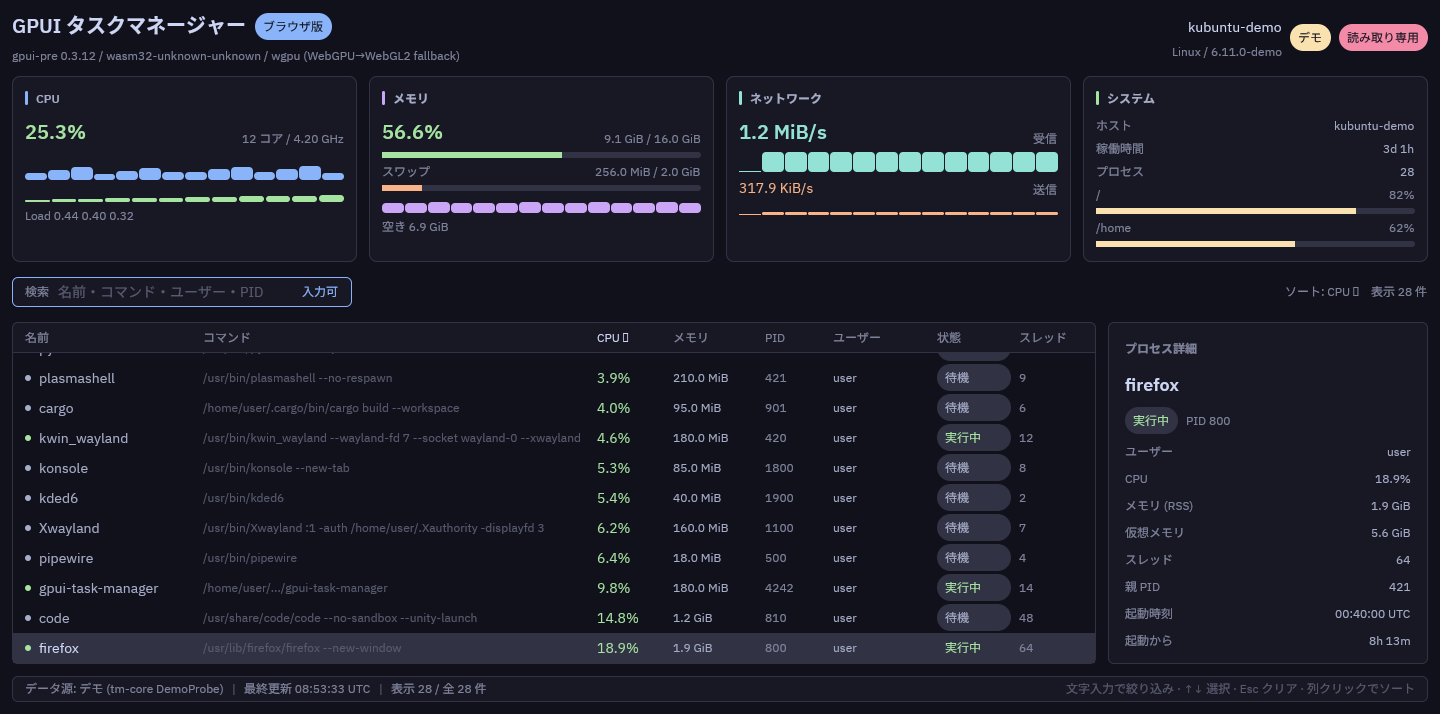 GPUI タスクマネージャー ブラウザ版
gpui-pre 0.3.12 / wasm32-unknown-unknown / wgpu (WebGPU→WebGL2 fallback)
kubuntu-demo
Linux / 6.11.0-demo
デモ 読み取り専用
CPU
25.3% 12 コア / 4.20 GHz
Load 0.44 0.40 0.32
メモリ
56.6% 9.1 GiB / 16.0 GiB
スワップ 256.0 MiB / 2.0 GiB
空き 6.9 GiB
ネットワーク
1.2 MiB/s 受信
317.9 KiB/s 送信
システム
ホスト kubuntu-demo
稼働時間 3d 1h
プロセス 28
/ 82%
/home 62%
検索 名前・コマンド・ユーザー・PID 入力可
ソート: CPU 表示 28 件
名前 コマンド CPU メモリ PID ユーザー 状態 スレッド
plasmashell /usr/bin/plasmashell --no-respawn 3.9% 210.0 MiB 421 user 待機 9
cargo /home/user/.cargo/bin/cargo build --workspace 4.0% 95.0 MiB 901 user 待機 6
kwin_wayland /usr/bin/kwin_wayland --wayland-fd 7 --socket wayland-0 --xwayland 4.6% 180.0 MiB 420 user 実行中 12
konsole /usr/bin/konsole --new-tab 5.3% 85.0 MiB 1800 user 待機 8
kded6 /usr/bin/kded6 5.4% 40.0 MiB 1900 user 待機 2
Xwayland /usr/bin/Xwayland :1 -auth /home/user/.Xauthority -displayfd 3 6.2% 160.0 MiB 1100 user 待機 7
pipewire /usr/bin/pipewire 6.4% 18.0 MiB 500 user 待機 4
gpui-task-manager /home/user/.../gpui-task-manager 9.8% 180.0 MiB 4242 user 実行中 14
code /usr/share/code/code --no-sandbox --unity-launch 14.8% 1.2 GiB 810 user 待機 48
firefox /usr/lib/firefox/firefox --new-window 18.9% 1.9 GiB 800 user 実行中 64
プロセス詳細
firefox
実行中 PID 800
ユーザー user
CPU 18.9%
メモリ (RSS) 1.9 GiB
仮想メモリ 5.6 GiB
スレッド 64
親 PID 421
起動時刻 00:40:00 UTC
起動から 8h 13m
データ源: デモ (tm-core DemoProbe) | 最終更新 08:53:33 UTC | 表示 28 / 全 28 件
文字入力で絞り込み · ↑↓ 選択 · Esc クリア · 列クリックでソート